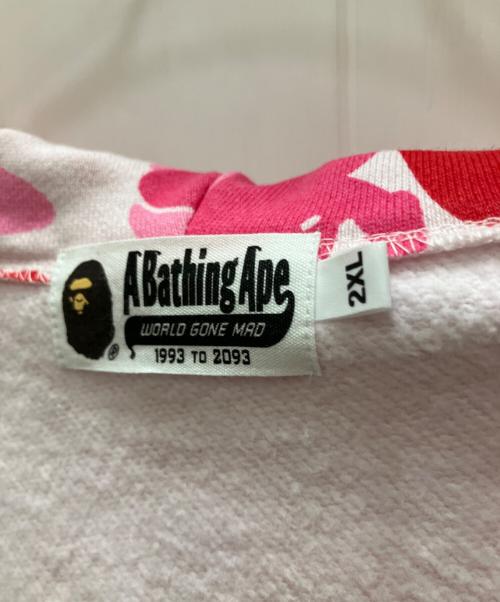 A Bathing Ape
®
WORLD GONE MAD
1993 TO 2093
2XL